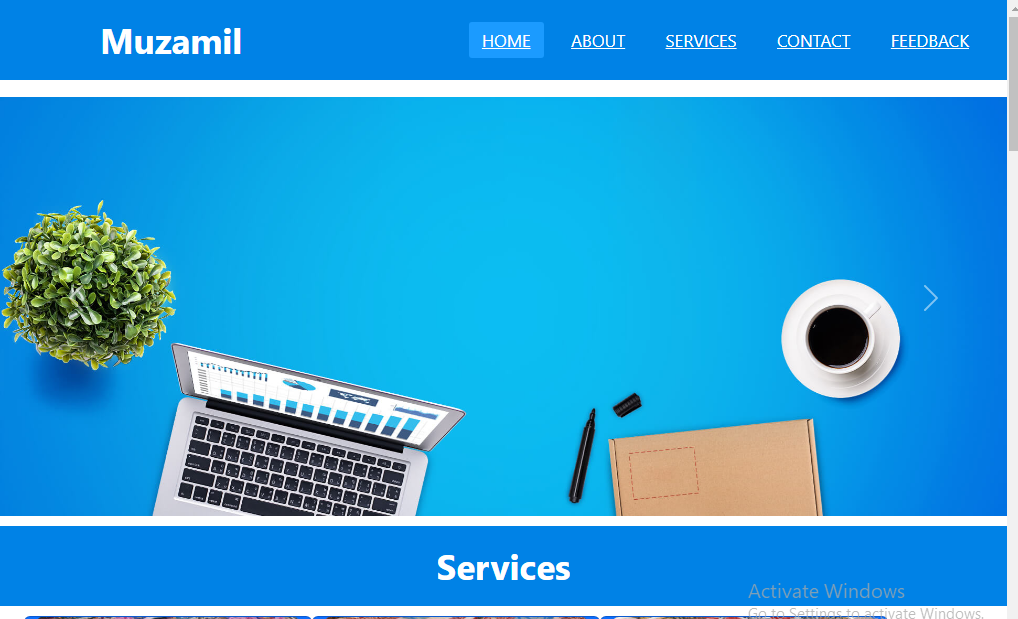 Muzamil
HOME ABOUT SERVICES CONTACT FEEDBACK
Services
Activate Windows
Go to Settings to activate Windows.